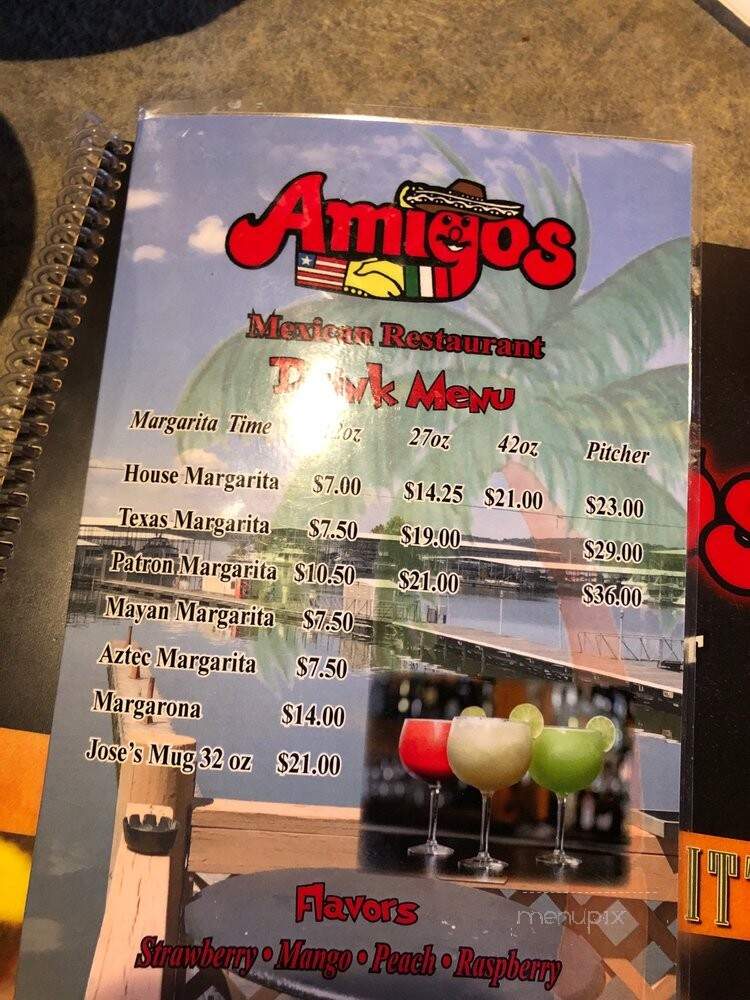 Amigos
Mexican Restaurant
Drink Menu
Margarita Time 27oz 42oz Pitcher
House Margarita $7.00 $14.25 $21.00 $23.00
Texas Margarita $7.50 $19.00 $29.00
Patron Margarita $10.50 $21.00 $36.00
Mayan Margarita $7.50
Aztec Margarita $7.50
Margarona $14.00
Jose's Mug 32 oz $21.00
Flavors
Strawberry • Mango • Peach • Raspberry
menupix